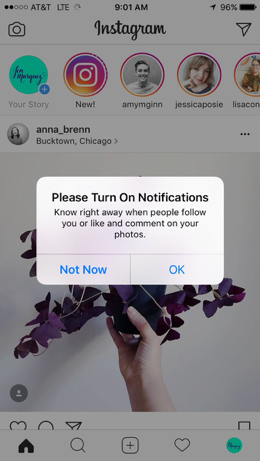 AT&T LTE 9:01 AM 96%
Instagram
Your Story New! amymginn jessicaposie lisacon
anna_brenn
Bucktown, Chicago >
Please Turn On Notifications
Know right away when people follow
you or like and comment on your
photos.
Not Now OK